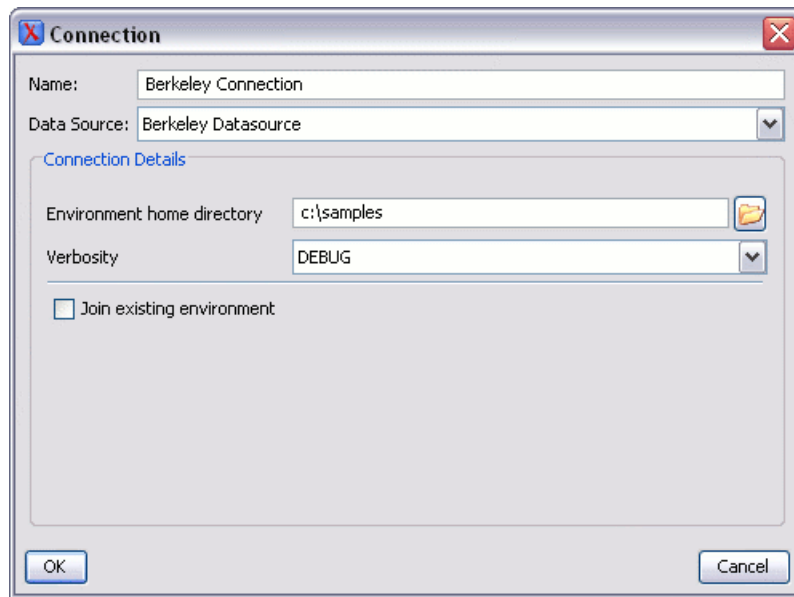 Connection
Name: Berkeley Connection
Data Source: Berkeley Datasource
Connection Details
Environment home directory c:\samples
Verbosity DEBUG
Join existing environment
OK Cancel